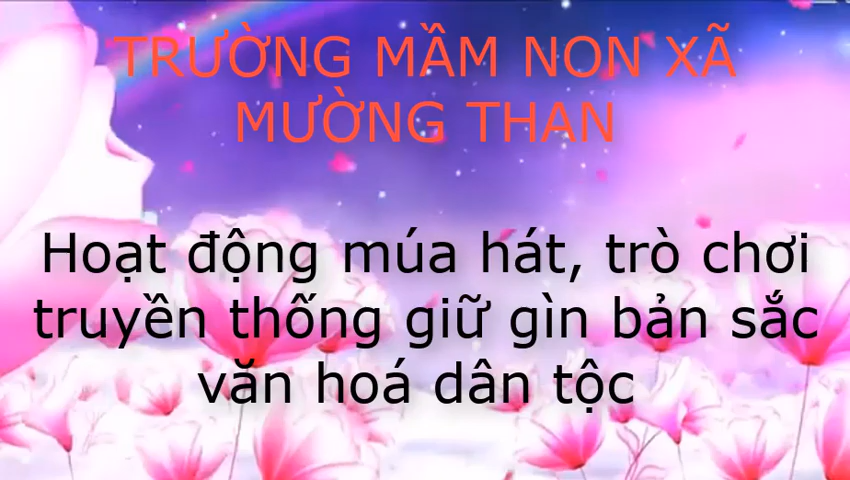 TRƯỜNG MẦM NON XÃ
MƯỜNG THAN
Hoạt động múa hát, trò chơi
truyền thống giữ gìn bản sắc
văn hoá dân tộc